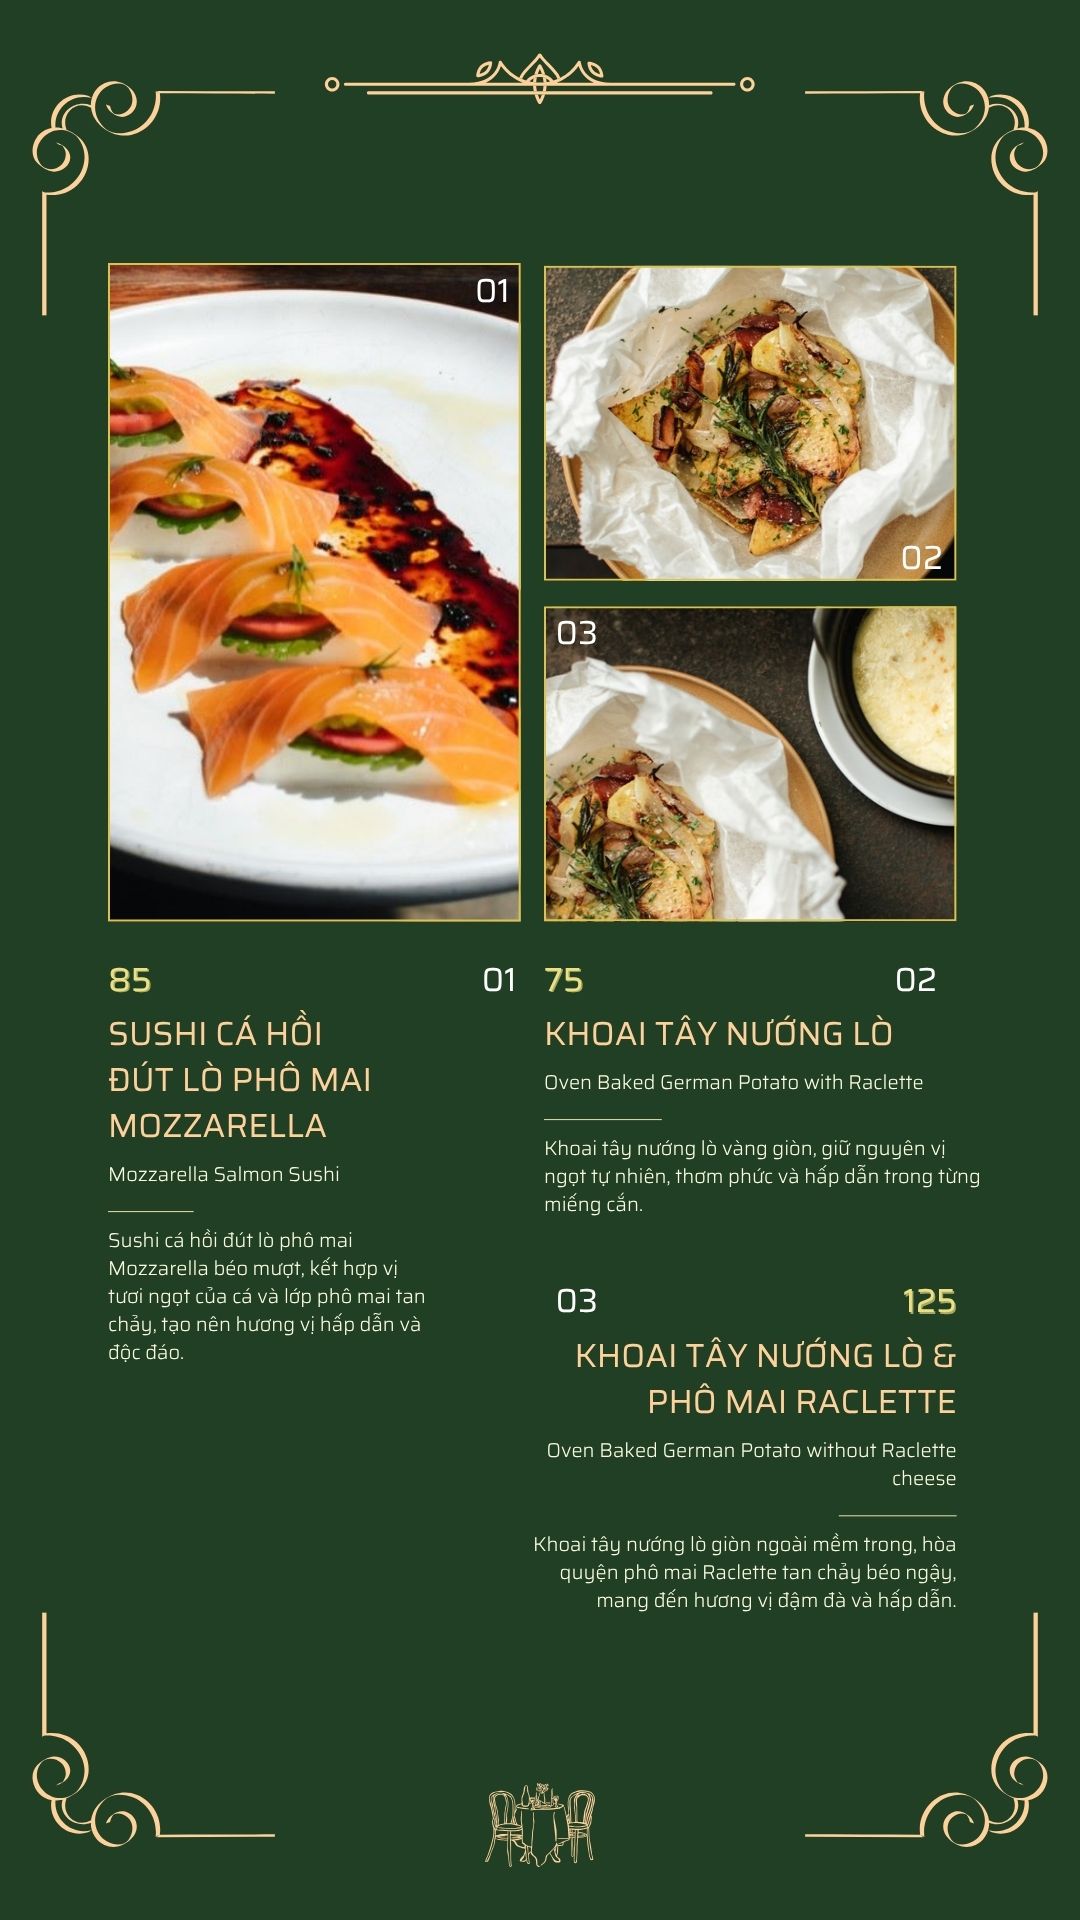 01
02
03
85
01
SUSHI CÁ HỒI
ĐÚT LÒ PHÔ MAI
MOZZARELLA
Mozzarella Salmon Sushi
Sushi cá hồi đút lò phô mai
Mozzarella béo mượt, kết hợp vị
tươi ngọt của cá và lớp phô mai tan
chảy, tạo nên hương vị hấp dẫn và
độc đáo.
75
02
KHOAI TÂY NƯỚNG LÒ
Oven Baked German Potato with Raclette
Khoai tây nướng lò vàng giòn, giữ nguyên vị
ngọt tự nhiên, thơm phức và hấp dẫn trong từng
miếng cắn.
03
125
KHOAI TÂY NƯỚNG LÒ &
PHÔ MAI RACLETTE
Oven Baked German Potato without Raclette
cheese
Khoai tây nướng lò giòn ngoài mềm trong, hòa
quyện phô mai Raclette tan chảy béo ngậy,
mang đến hương vị đậm đà và hấp dẫn.